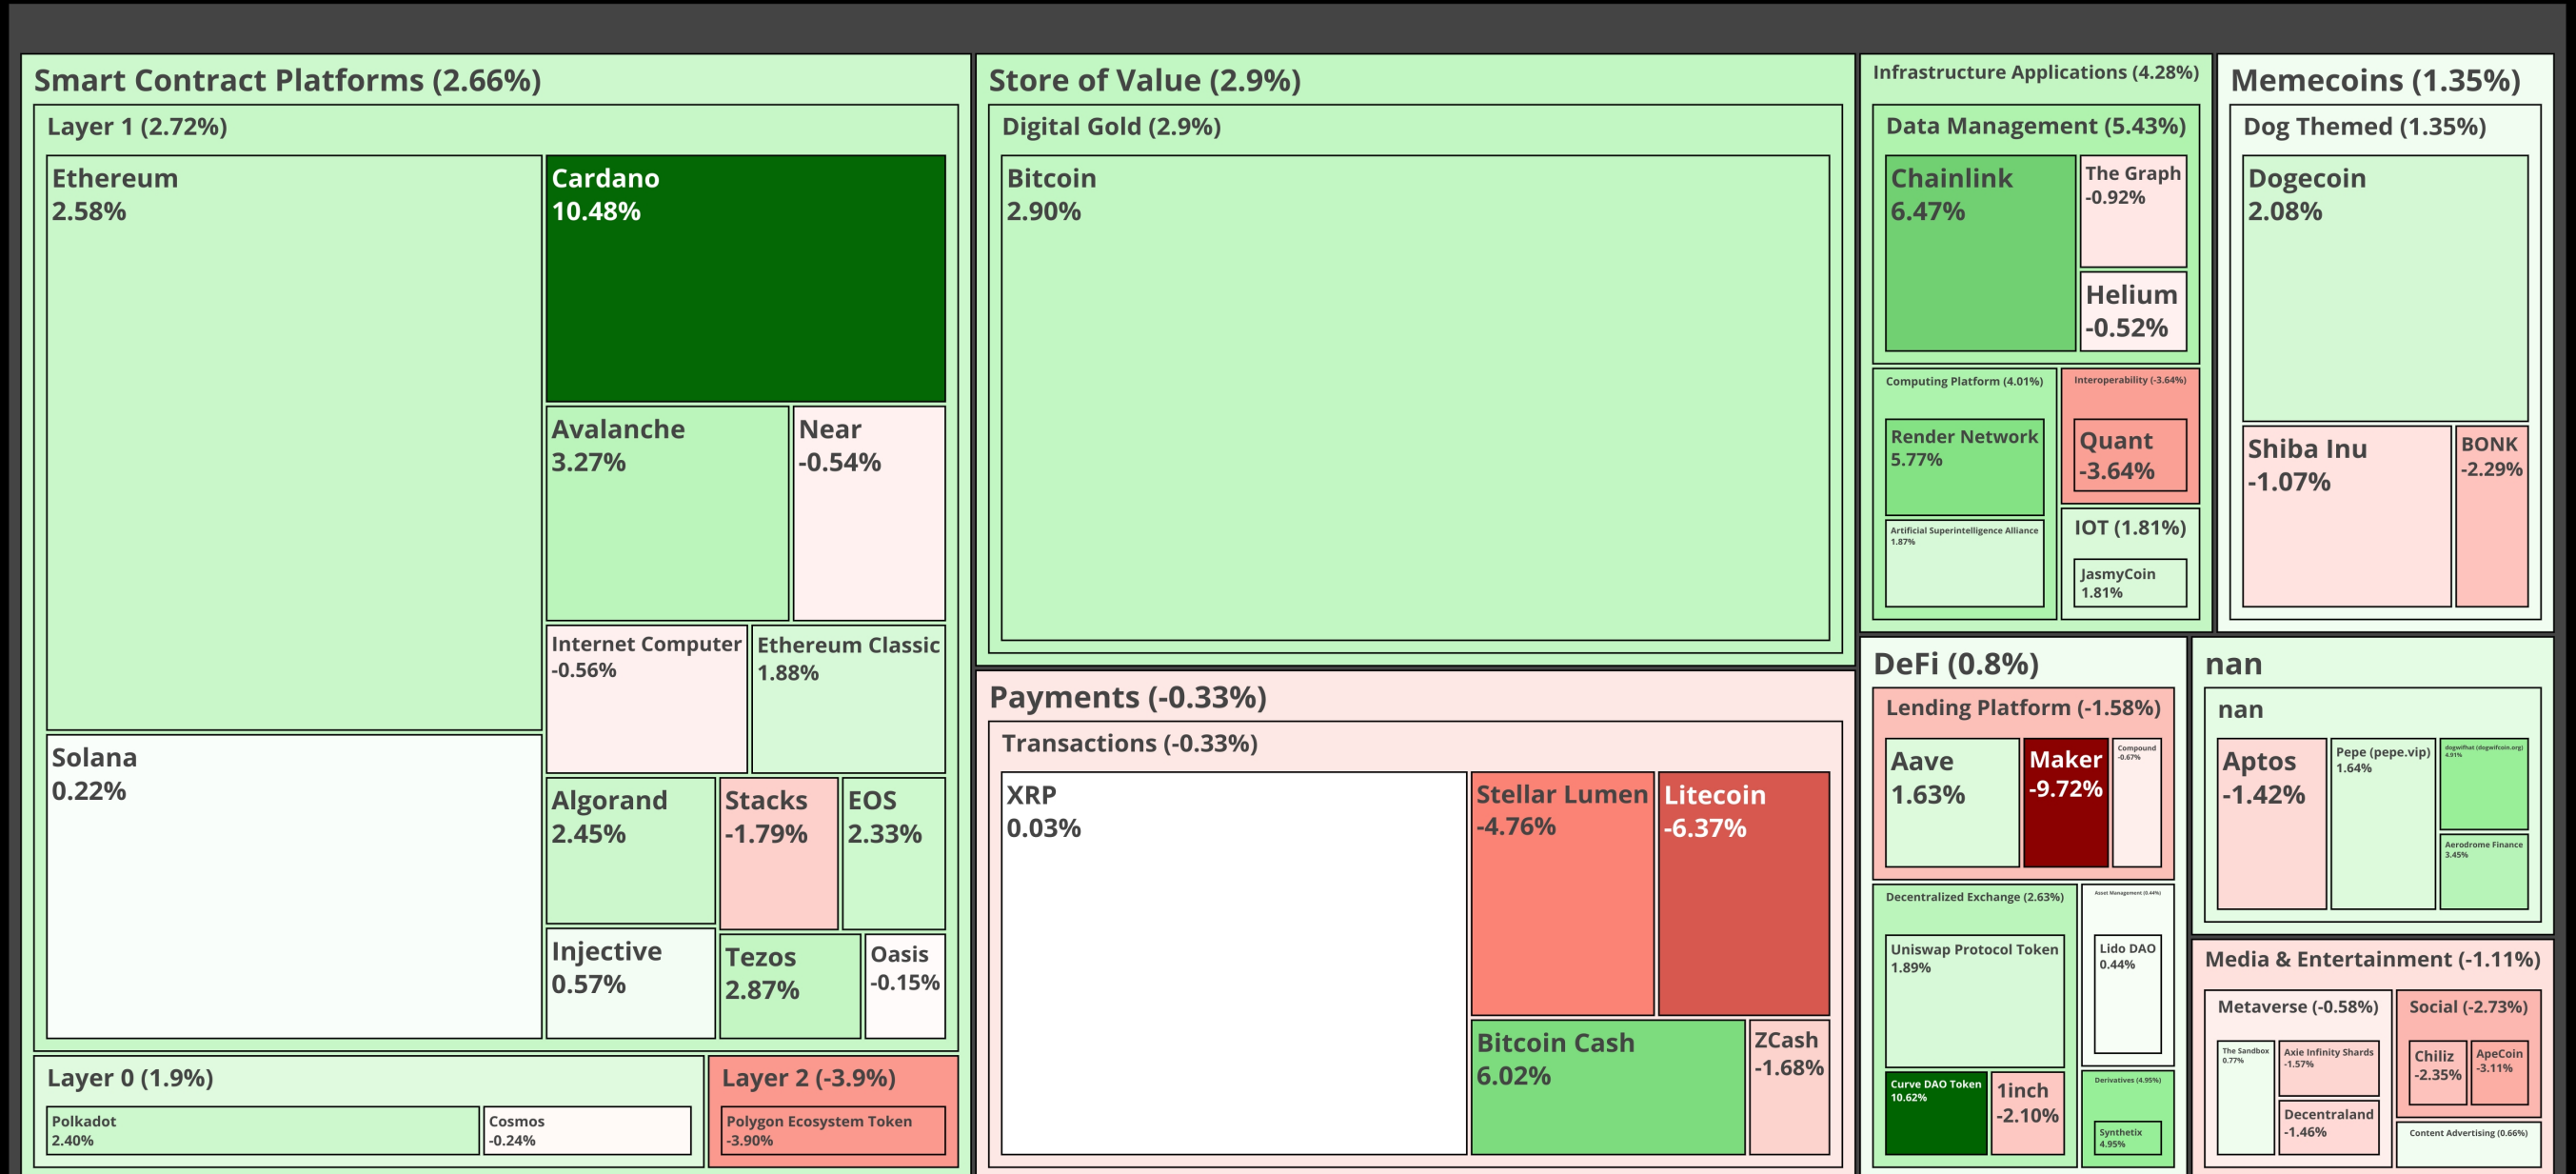 Smart Contract Platforms (2.66%)
Layer 1 (2.72%)
Ethereum
2.58%
Cardano
10.48%
Avalanche
3.27%
Near
-0.54%
Internet Computer
-0.56%
Ethereum Classic
1.88%
Solana
0.22%
Algorand
2.45%
Stacks
-1.79%
EOS
2.33%
Injective
0.57%
Tezos
2.87%
Oasis
-0.15%
Layer 0 (1.9%)
Polkadot
2.40%
Cosmos
-0.24%
Layer 2 (-3.9%)
Polygon Ecosystem Token
-3.90%
Store of Value (2.9%)
Digital Gold (2.9%)
Bitcoin
2.90%
Payments (-0.33%)
Transactions (-0.33%)
XRP
0.03%
Stellar Lumen
-4.76%
Litecoin
-6.37%
Bitcoin Cash
6.02%
ZCash
-1.68%
Infrastructure Applications (4.28%)
Data Management (5.43%)
Chainlink
6.47%
The Graph
-0.92%
Helium
-0.52%
Computing Platform (4.01%)
Render Network
5.77%
Artificial Superintelligence Alliance
1.87%
Interoperability (-3.64%)
Quant
-3.64%
IOT (1.81%)
JasmyCoin
1.81%
Memecoins (1.35%)
Dog Themed (1.35%)
Dogecoin
2.08%
Shiba Inu
-1.07%
BONK
-2.29%
DeFi (0.8%)
Lending Platform (-1.58%)
Aave
1.63%
Maker
-9.72%
Compound
-0.67%
Decentralized Exchange (2.63%)
Uniswap Protocol Token
1.89%
Curve DAO Token
10.62%
1inch
-2.10%
Asset Management (0.44%)
Lido DAO
0.44%
Derivatives (4.95%)
Synthetix
4.95%
nan
nan
Aptos
-1.42%
Pepe (pepe.vip)
1.64%
dogwifhat (dogwifcoin.org)
4.91%
Aerodrome Finance
3.45%
Media & Entertainment (-1.11%)
Metaverse (-0.58%)
The Sandbox
0.77%
Axie Infinity Shards
-1.57%
Decentraland
-1.46%
Social (-2.73%)
Chiliz
-2.35%
ApeCoin
-3.11%
Content Advertising (0.66%)